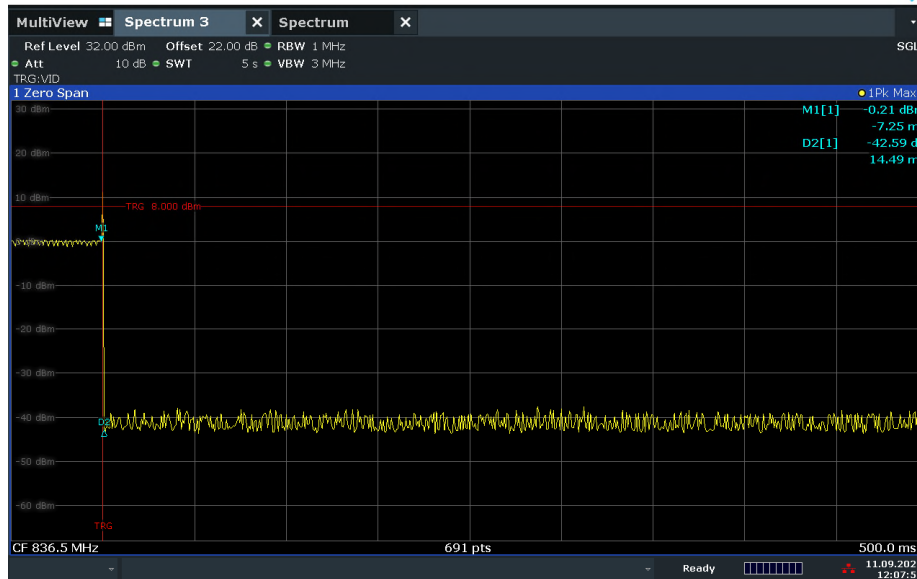 MultiView Spectrum 3 X Spectrum X
Ref Level 32.00 dBm Offset 22.00 dB RBW 1 MHz SGL
Att 10 dB SWT 5 s VBW 3 MHz
TRG:VID
1 Zero Span 1Pk Max
30 dBm M1[1] -0.21 dBm
-7.25 m
20 dBm D2[1] -42.59 d
14.49 m
10 dBm
TRG 8.000 dBm
M1
-10 dBm
-20 dBm
-30 dBm
-40 dBm D2
-50 dBm
-60 dBm
TRG
CF 836.5 MHz 691 pts 500.0 ms
Ready 11.09.202
12:07:5